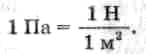 1 Па = 1 Н / 1 м².